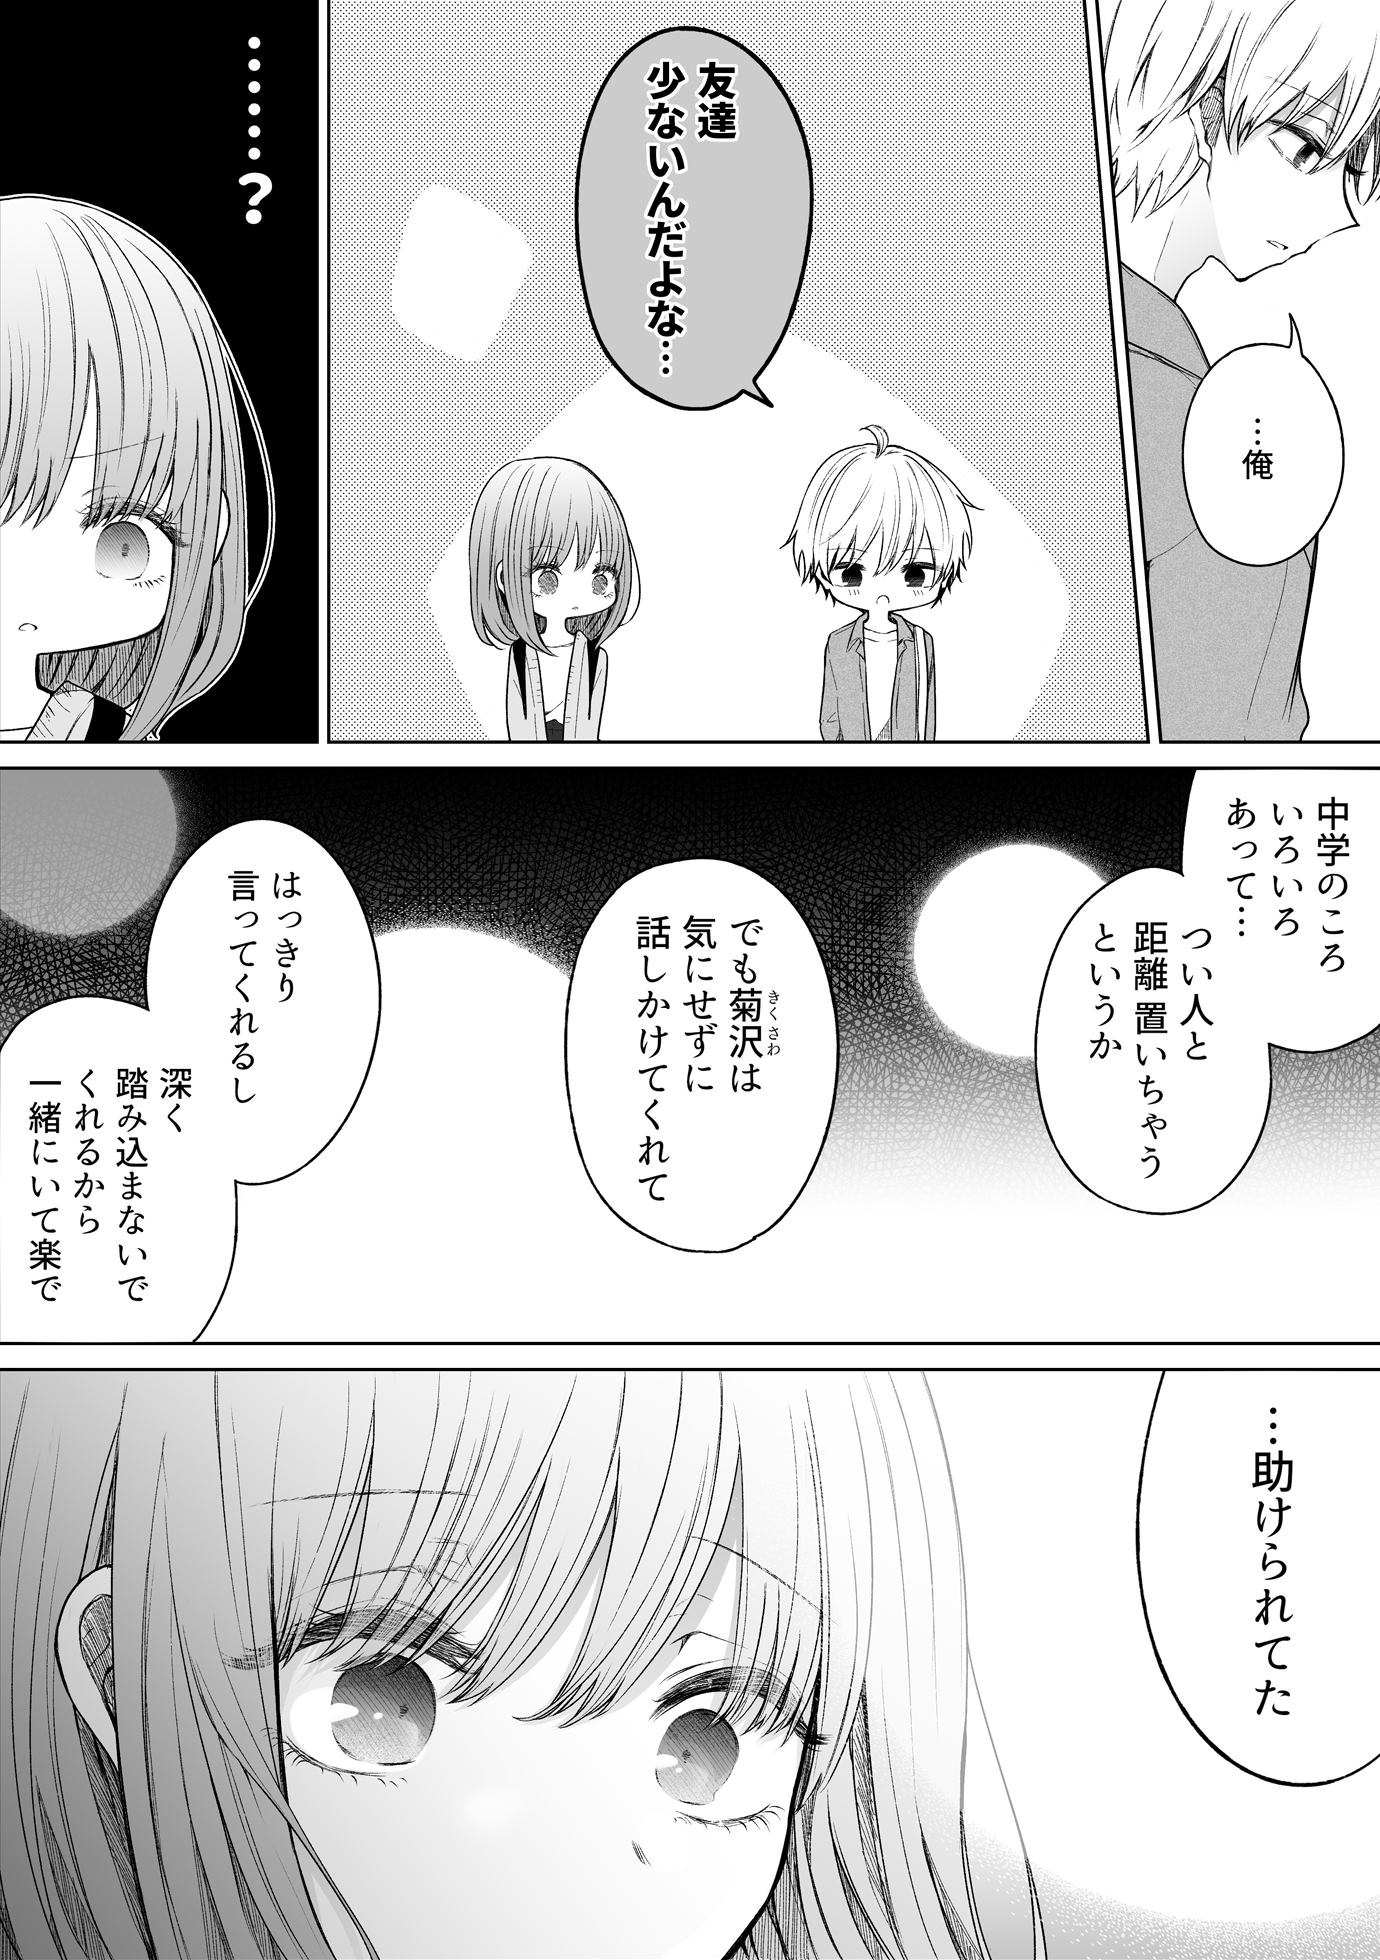 …俺
友達
少ないんだよな…
……？
中学のころ
いろいろ
あって…
つい人と
距離置いちゃう
というか
でも菊沢は
きくさわ
気にせずに
話しかけてくれて
はっきり
言ってくれるし
深く
踏み込まないで
くれるから
一緒にいて楽で
…助けられてた